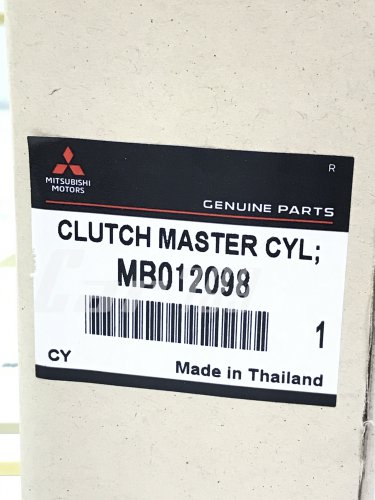 R
MITSUBISHI
MOTORS
GENUINE PARTS
CLUTCH MASTER CYL;
MB012098
1
CY
Made in Thailand